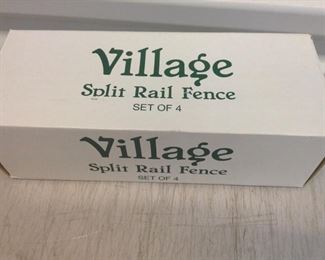 Village
Split Rail Fence
SET OF 4
Village
Split Rail Fence
SET OF 4